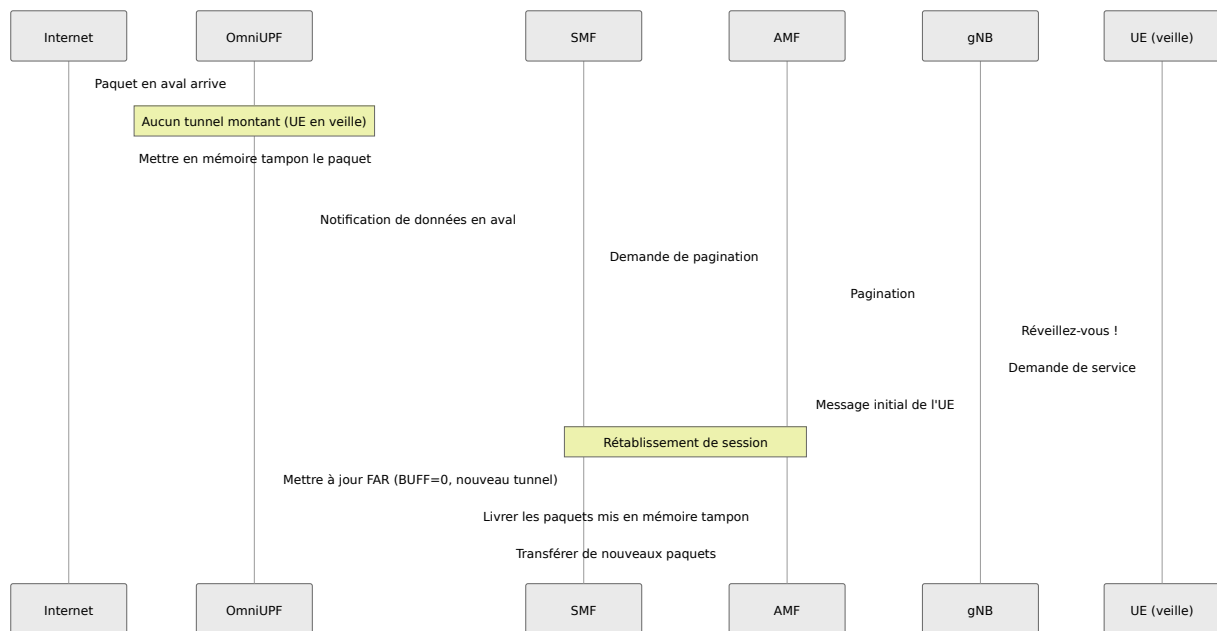 Internet
OmniUPF
SMF
AMF
gNB
UE (veille)
Paquet en aval arrive
Aucun tunnel montant (UE en veille)
Mettre en mémoire tampon le paquet
Notification de données en aval
Demande de pagination
Pagination
Réveillez-vous !
Demande de service
Message initial de l'UE
Rétablissement de session
Mettre à jour FAR (BUFF=0, nouveau tunnel)
Livrer les paquets mis en mémoire tampon
Transférer de nouveaux paquets
Internet
OmniUPF
SMF
AMF
gNB
UE (veille)